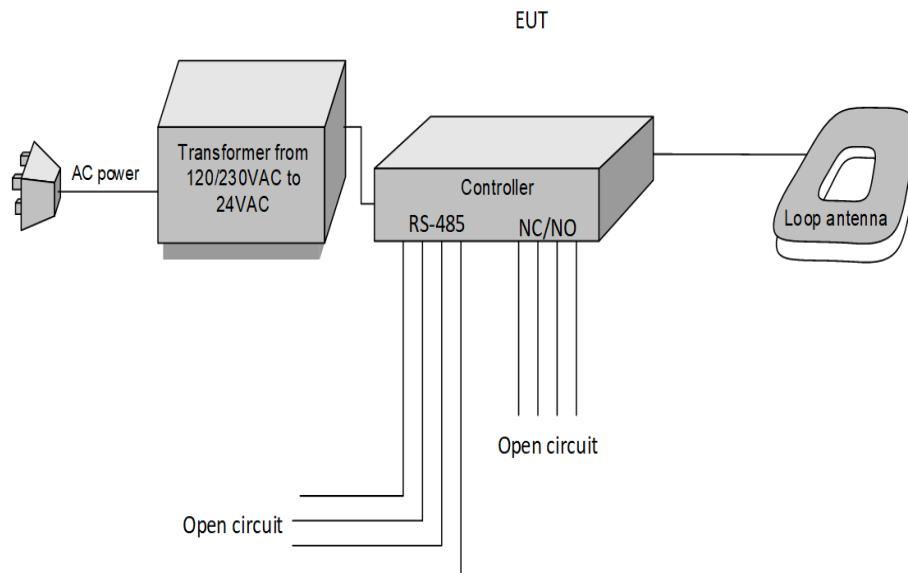 EUT
AC power
Transformer from
120/230VAC to
24VAC
Controller
RS-485
NC/NO
Loop antenna
Open circuit
Open circuit